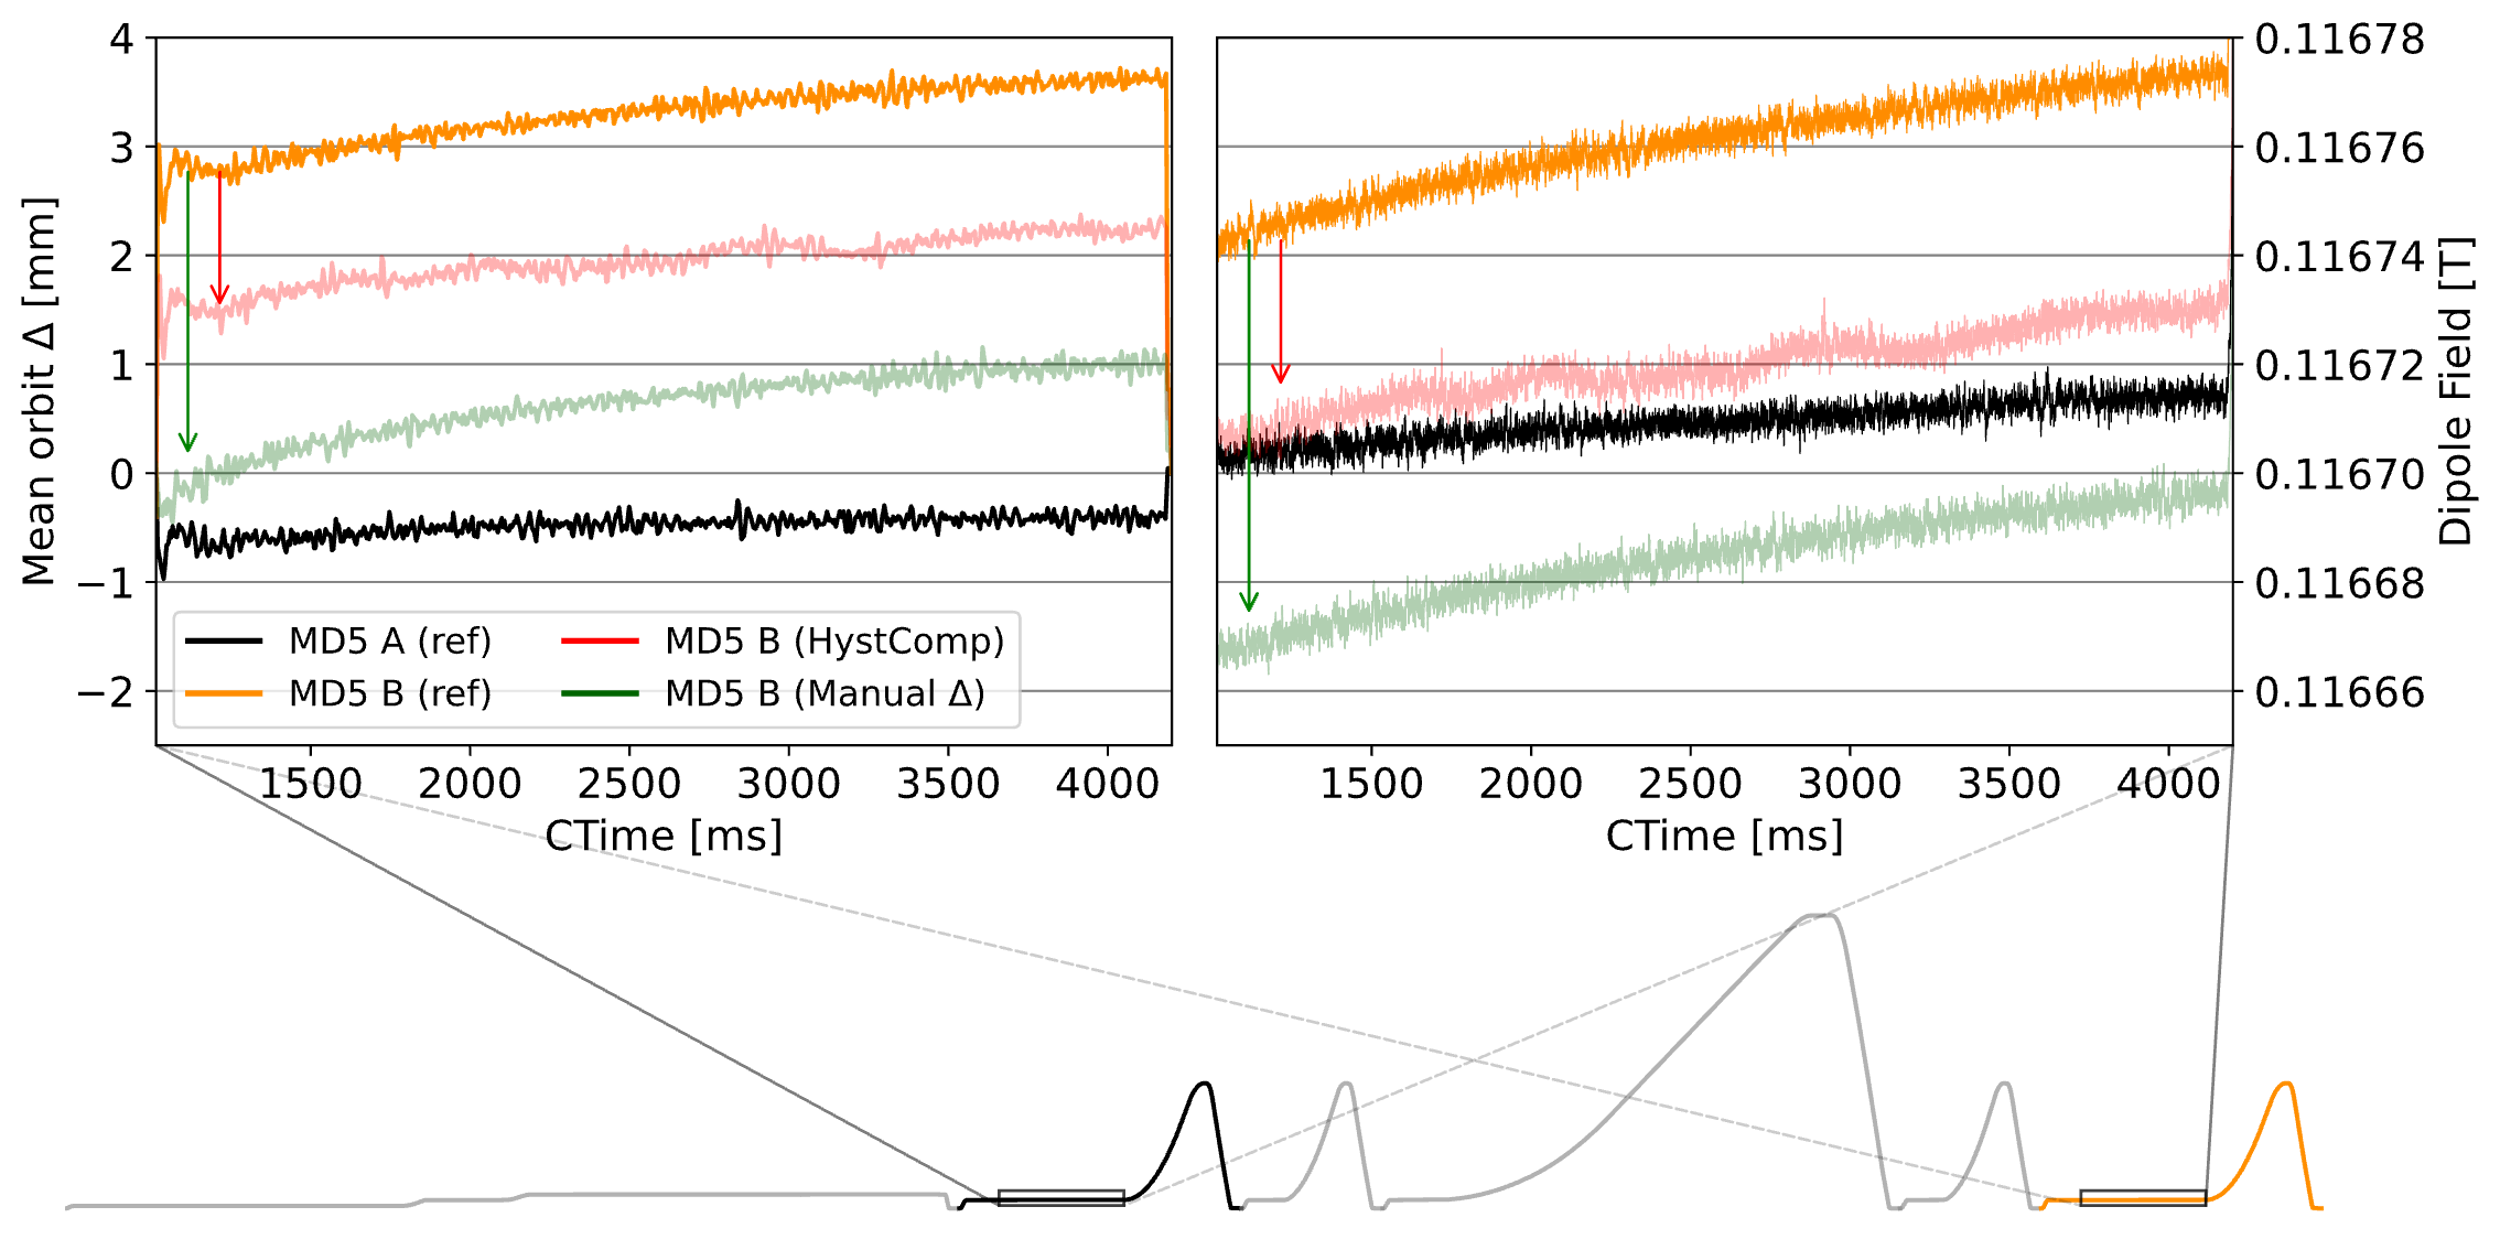 4
3
2
1
0
−1
−2
Mean orbit Δ [mm]
MD5 A (ref)
MD5 B (ref)
MD5 B (HystComp)
MD5 B (Manual Δ)
1500 2000 2500 3000 3500 4000
CTime [ms]
0.11678
0.11676
0.11674
0.11672
0.11670
0.11668
0.11666
Dipole Field [T]
1500 2000 2500 3000 3500 4000
CTime [ms]